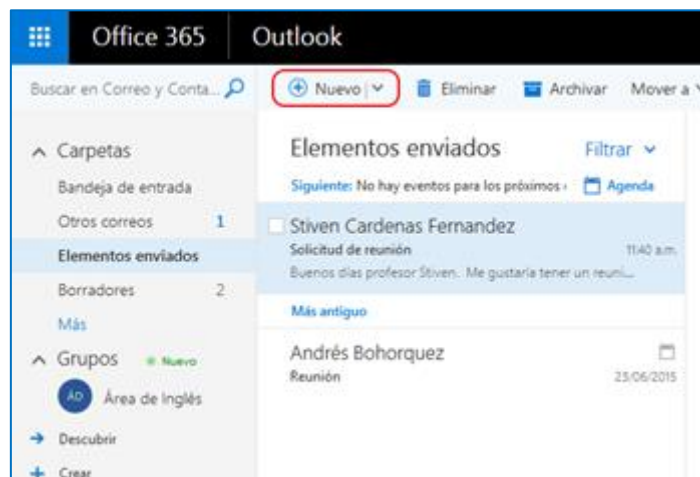 Office 365 Outlook
Buscar en Correo y Conta... Nuevo Eliminar Archivar Mover a
Carpetas
Bandeja de entrada
Otros correos 1
Elementos enviados
Borradores 2
Más
Grupos Nuevo
ÁD Área de Inglés
Descubrir
Crear
Elementos enviados Filtrar
Siguiente: No hay eventos para los próximos Agenda
Stiven Cardenas Fernandez
Solicitud de reunión 11:40 a.m.
Buenos días profesor Stiven. Me gustaría tener un reuni...
Más antiguo
Andrés Bohorquez
Reunión 23/06/2015